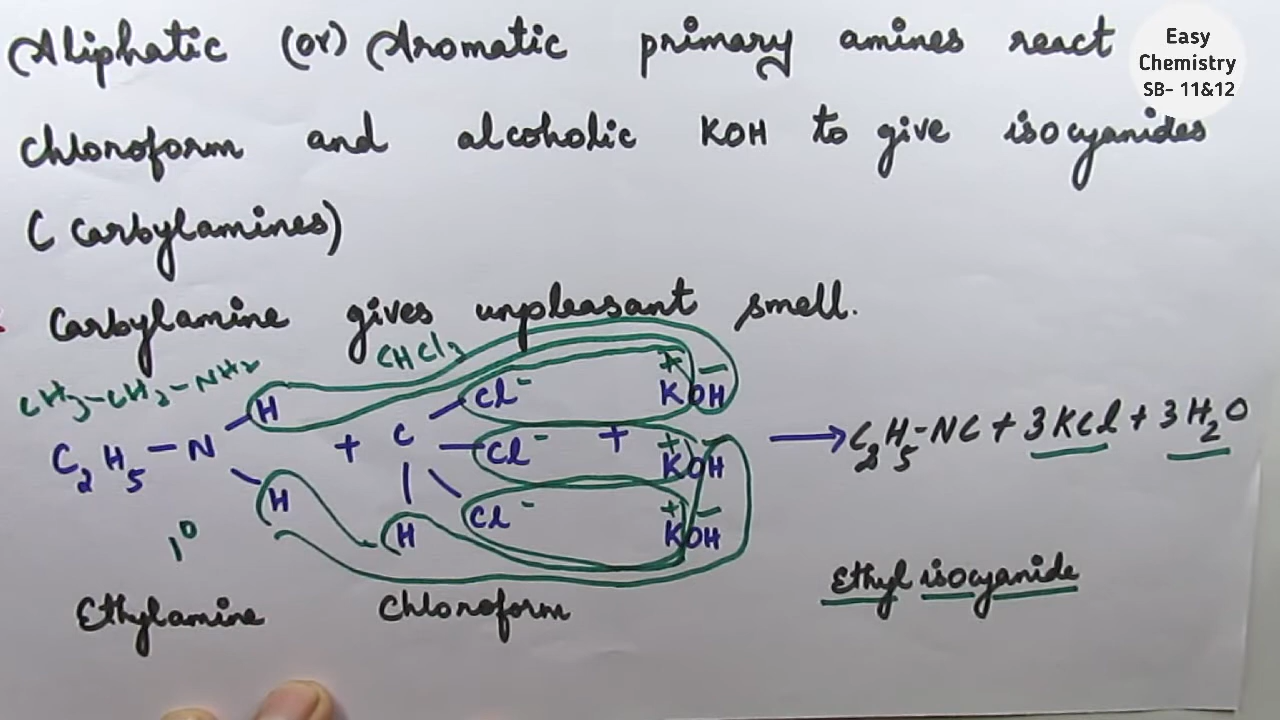 Aliphatic (or) Aromatic primary amines react
Easy
Chemistry
SB- 11&12
chloroform and alcoholic KOH to give isocyanides
( Carbylamines)
Carbylamine gives unpleasant smell.
CH3-CH2-NH2
CHCl3
H Cl- K+ OH-
C2H5 - N + C Cl- + K+ OH- → C2H5-NC + 3KCl + 3H2O
H H Cl- K+ OH-
1°
Ethylamine Chloroform Ethyl isocyanide